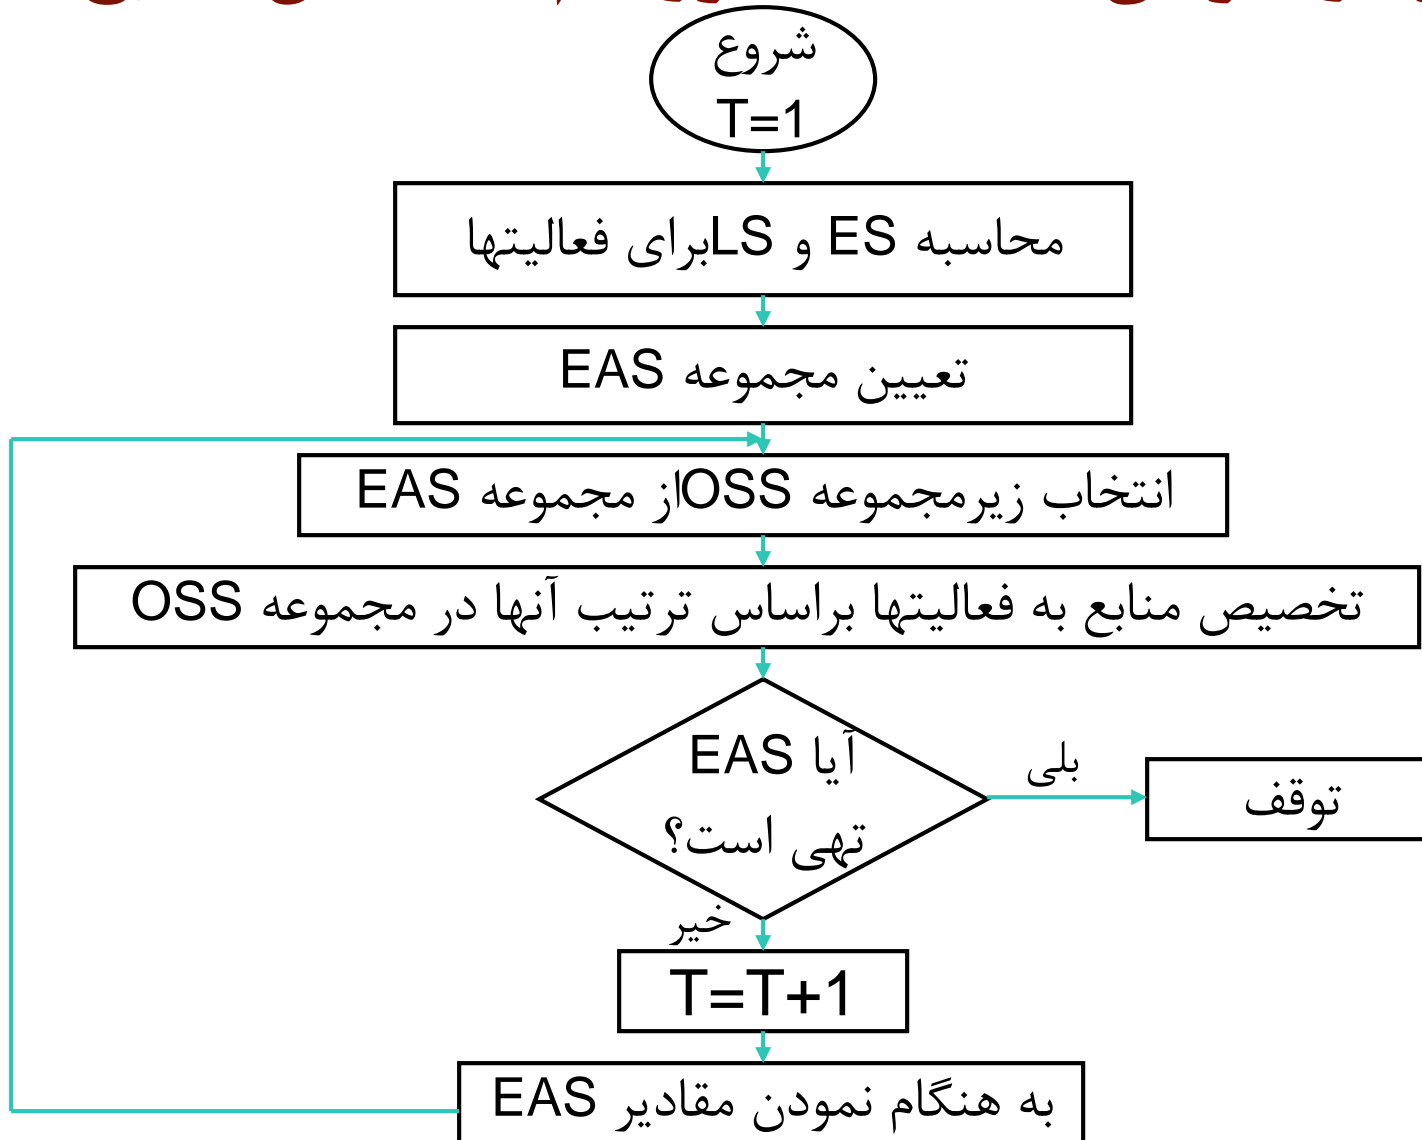 شروع
T=1
محاسبه ES و LSبرای فعالیتها
تعیین مجموعه EAS
انتخاب زیرمجموعه OSSاز مجموعه EAS
تخصیص منابع به فعالیتها براساس ترتیب آنها در مجموعه OSS
آیا EAS
تهی است؟
بلی
توقف
خیر
T=T+1
به هنگام نمودن مقادیر EAS